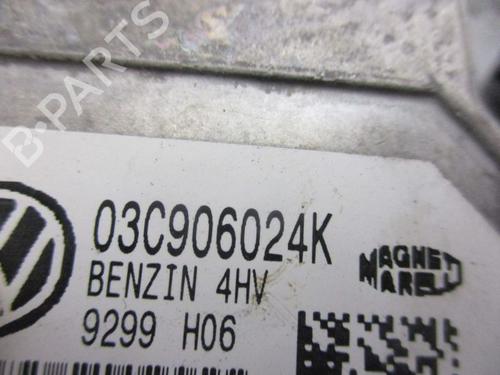 B-PARTS
03C906024K
BENZIN 4HV
9299 H06
MAGNETI
MARELLI